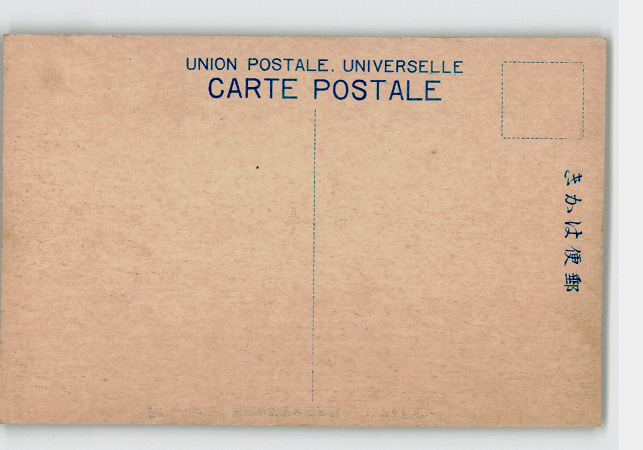 UNION POSTALE. UNIVERSELLE
CARTE POSTALE
郵便はかき